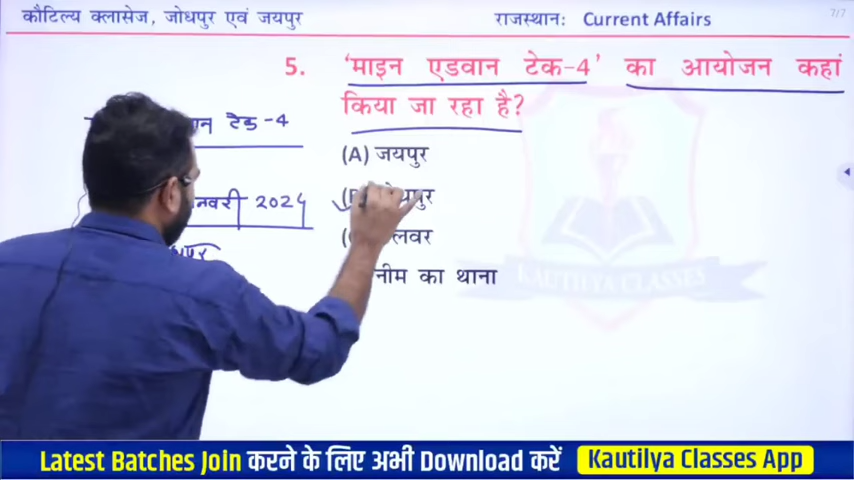 कौटिल्य क्लासेज, जोधपुर एवं जयपुर
राजस्थान: Current Affairs
7/7
5. 'माइन एडवान टेक-4' का आयोजन कहां
किया जा रहा है?
टेक -4
2024
(A) जयपुर
(C)
नीम का थाना
KAUTILYA CLASSES
Latest Batches Join करने के लिए अभी Download करें Kautilya Classes App